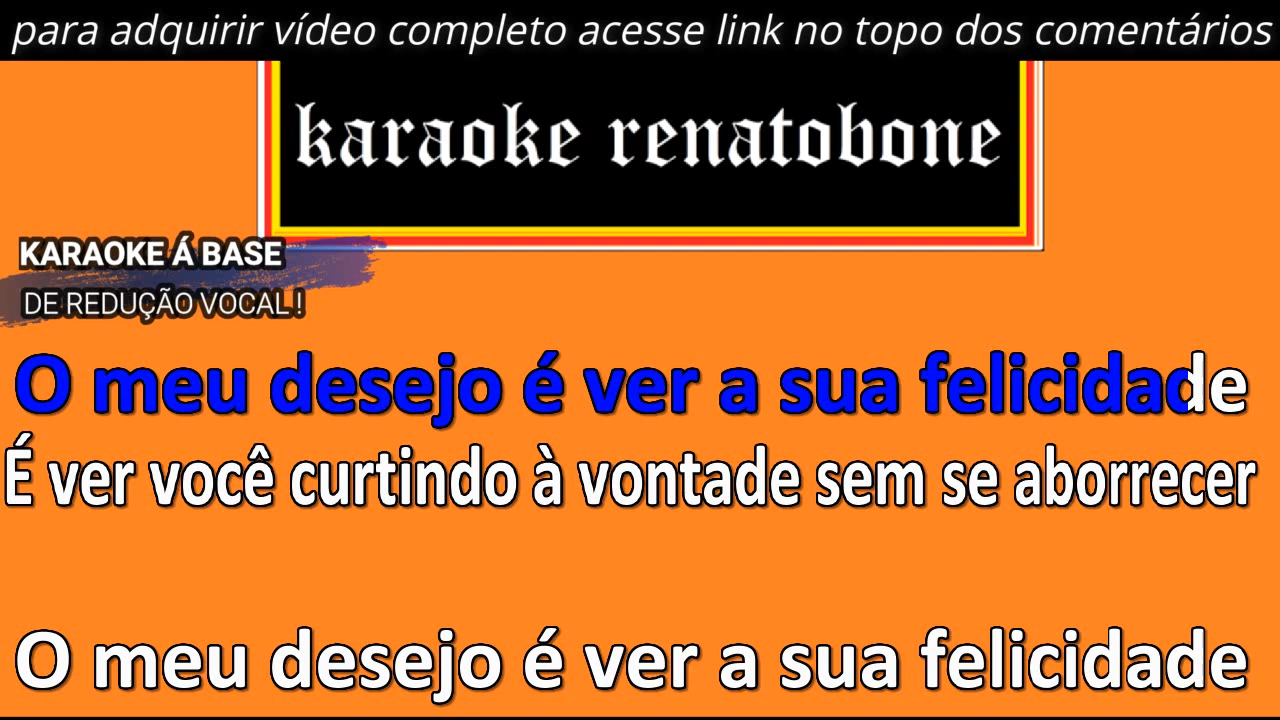 para adquirir vídeo completo acesse link no topo dos comentários
karaoke renatobone
KARAOKE Á BASE
DE REDUÇÃO VOCAL !
O meu desejo é ver a sua felicidade
É ver você curtindo à vontade sem se aborrecer
O meu desejo é ver a sua felicidade